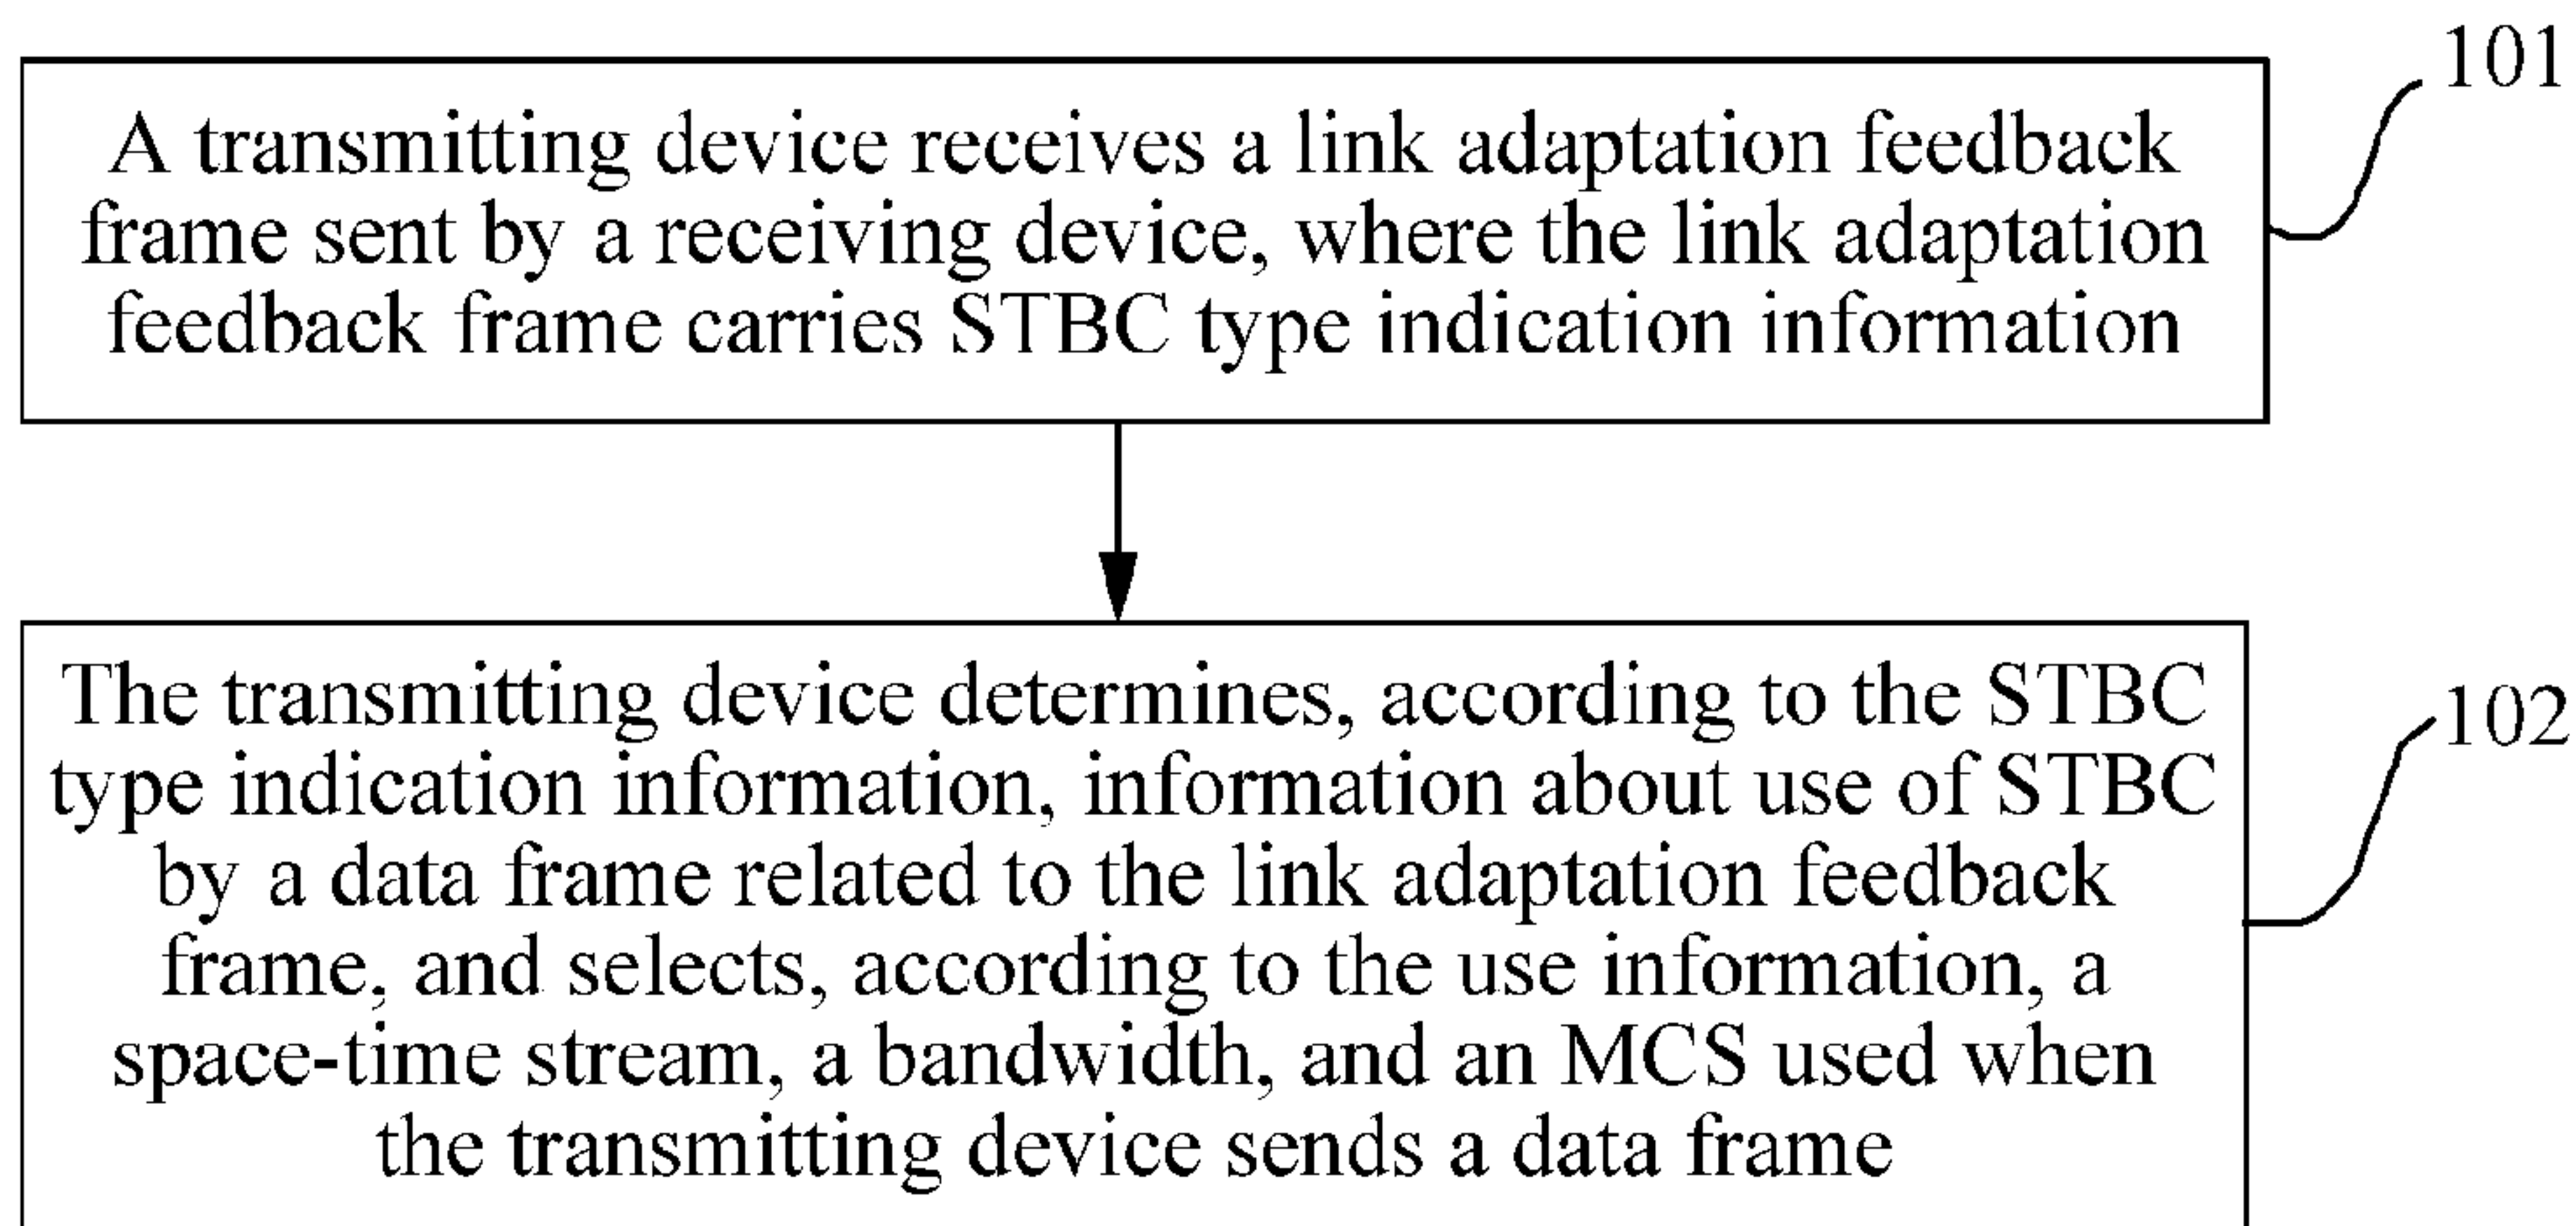 101
A transmitting device receives a link adaptation feedback
frame sent by a receiving device, where the link adaptation
feedback frame carries STBC type indication information
The transmitting device determines, according to the STBC
type indication information, information about use of STBC
by a data frame related to the link adaptation feedback
frame, and selects, according to the use information, a
space-time stream, a bandwidth, and an MCS used when
the transmitting device sends a data frame
102